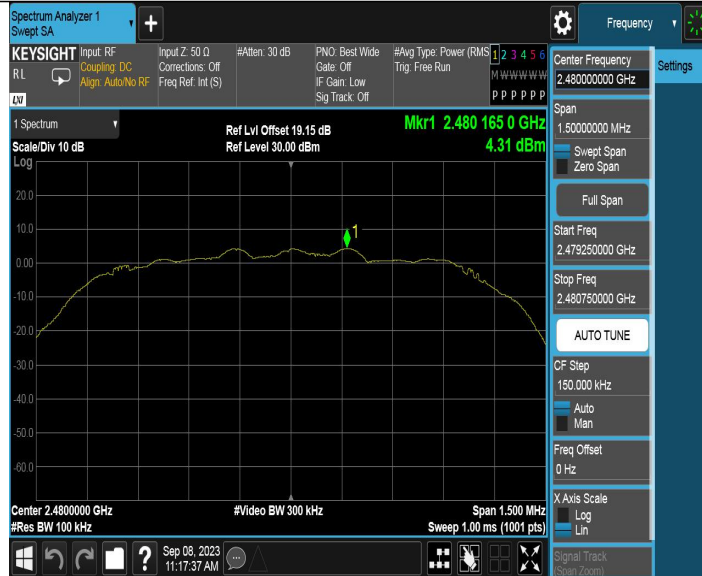 Spectrum Analyzer 1
Swept SA
+
Frequency
KEYSIGHT
R L
LXI
Input: RF
Coupling: DC
Align: Auto/No RF
Input Z: 50 Ω
Corrections: Off
Freq Ref: Int (S)
#Atten: 30 dB
PNO: Best Wide
Gate: Off
IF Gain: Low
Sig Track: Off
#Avg Type: Power (RMS
Trig: Free Run
1 2 3 4 5 6
M W W W W W
P P P P P P
1 Spectrum
Scale/Div 10 dB
Ref Lvl Offset 19.15 dB
Ref Level 30.00 dBm
Mkr1 2.480 165 0 GHz
4.31 dBm
Log
20.0
10.0
0.00
-10.0
-20.0
-30.0
-40.0
-50.0
-60.0
1
Center 2.4800000 GHz
#Res BW 100 kHz
#Video BW 300 kHz
Span 1.500 MHz
Sweep 1.00 ms (1001 pts)
?
Sep 08, 2023
11:17:37 AM
Center Frequency
2.480000000 GHz
Settings
Span
1.50000000 MHz
Swept Span
Zero Span
Full Span
Start Freq
2.479250000 GHz
Stop Freq
2.480750000 GHz
AUTO TUNE
CF Step
150.000 kHz
Auto
Man
Freq Offset
0 Hz
X Axis Scale
Log
Lin
Signal Track
(Span Zoom)